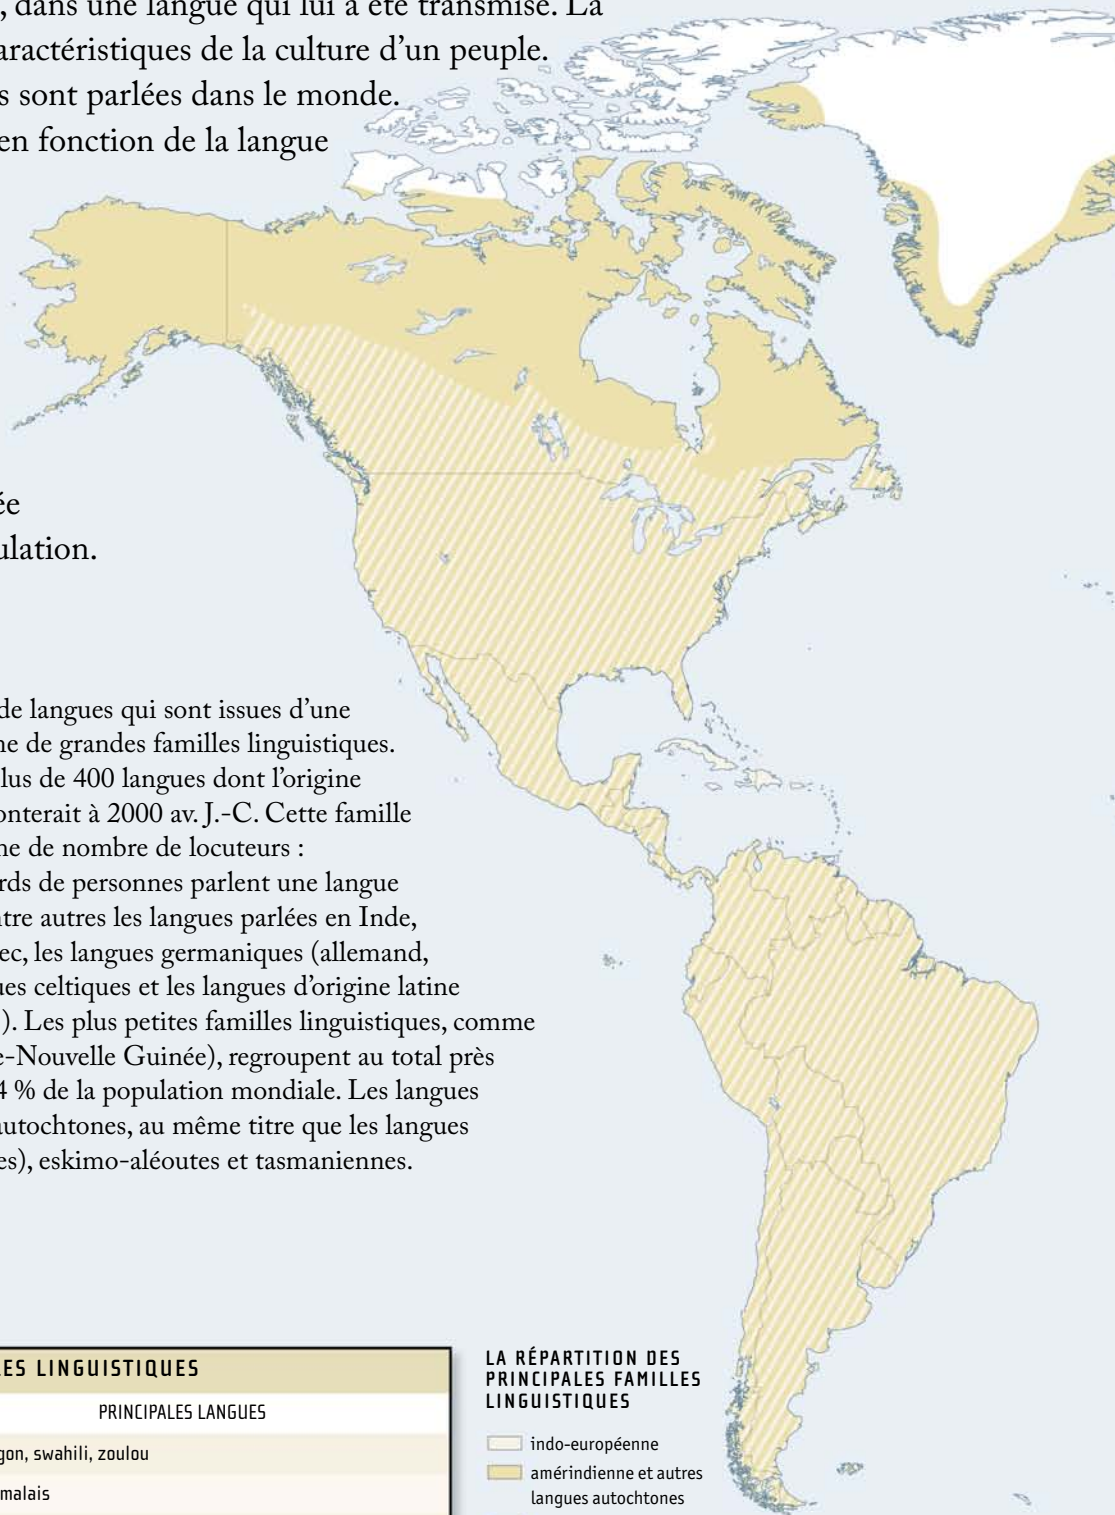 , dans une langue qui lui a été transmise. La
aractéristiques de la culture d’un peuple.
s sont parlées dans le monde.
en fonction de la langue
ée
ulation.
de langues qui sont issues d’une
ne de grandes familles linguistiques.
lus de 400 langues dont l’origine
onterait à 2000 av. J.-C. Cette famille
me de nombre de locuteurs :
rds de personnes parlent une langue
ntre autres les langues parlées en Inde,
ec, les langues germaniques (allemand,
ues celtiques et les langues d’origine latine
). Les plus petites familles linguistiques, comme
e-Nouvelle Guinée), regroupent au total près
4 % de la population mondiale. Les langues
autochtones, au même titre que les langues
es), eskimo-aléoutes et tasmaniennes.
LES LINGUISTIQUES
PRINCIPALES LANGUES
gon, swahili, zoulou
malais
LA RÉPARTITION DES
PRINCIPALES FAMILLES
LINGUISTIQUES
indo-européenne
amérindienne et autres
langues autochtones